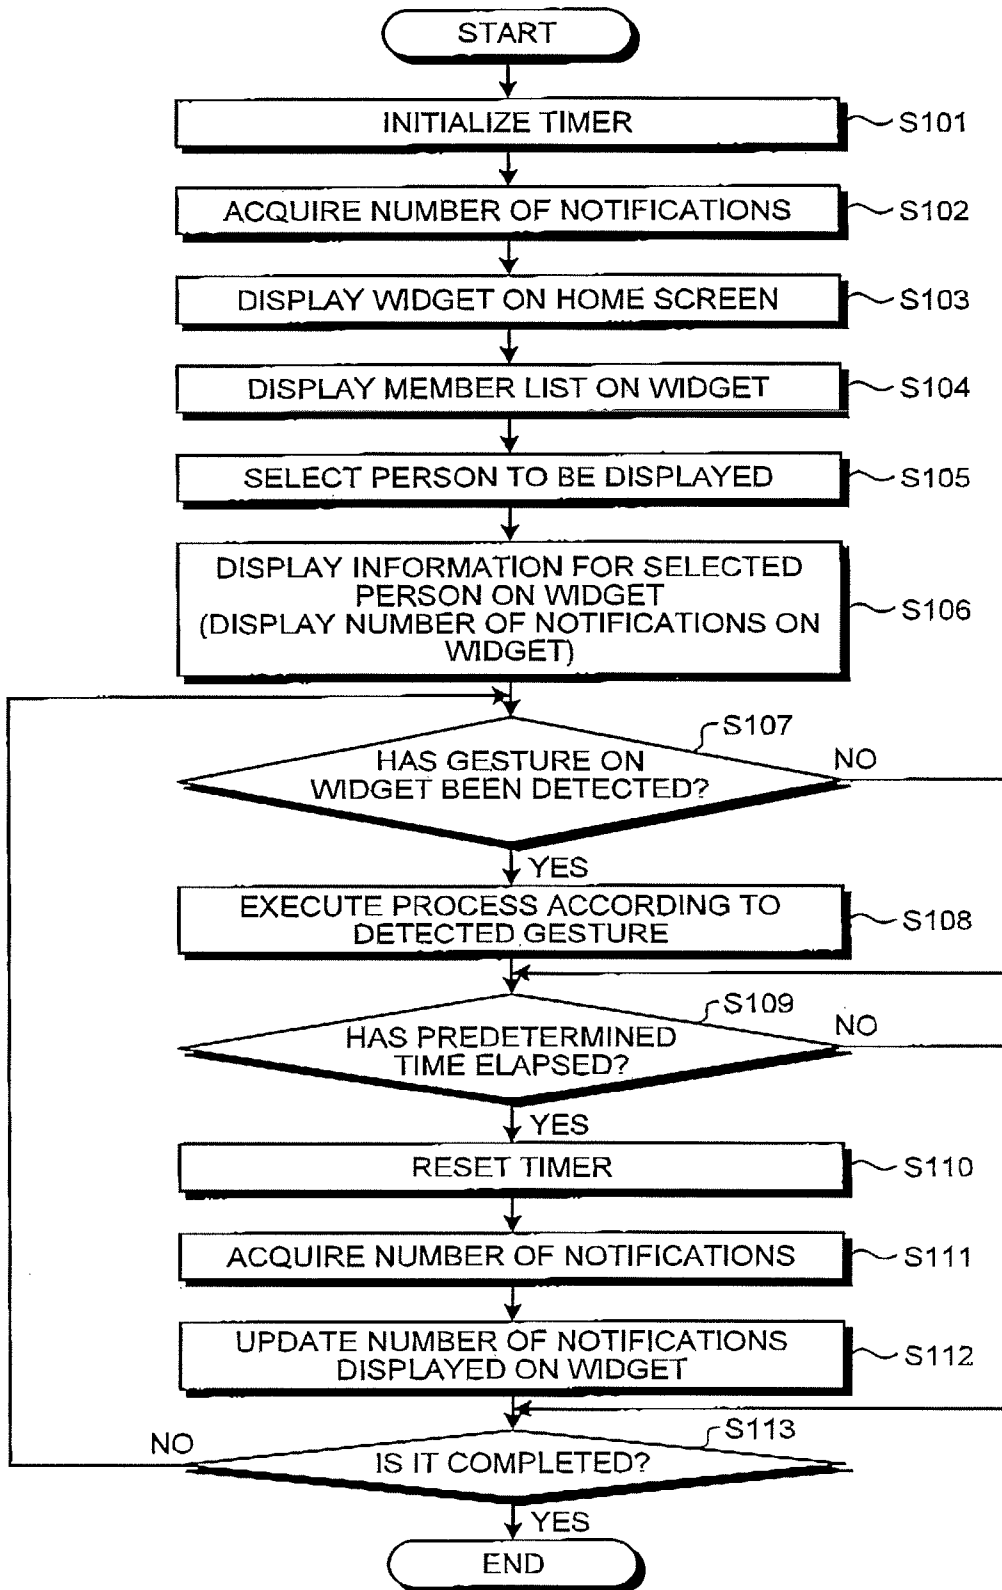 START
INITIALIZE TIMER
S101
ACQUIRE NUMBER OF NOTIFICATIONS
S102
DISPLAY WIDGET ON HOME SCREEN
S103
DISPLAY MEMBER LIST ON WIDGET
S104
SELECT PERSON TO BE DISPLAYED
S105
DISPLAY INFORMATION FOR SELECTED
PERSON ON WIDGET
(DISPLAY NUMBER OF NOTIFICATIONS ON
WIDGET)
S106
S107
HAS GESTURE ON
WIDGET BEEN DETECTED?
NO
YES
EXECUTE PROCESS ACCORDING TO
DETECTED GESTURE
S108
S109
HAS PREDETERMINED
TIME ELAPSED?
NO
YES
RESET TIMER
S110
ACQUIRE NUMBER OF NOTIFICATIONS
S111
UPDATE NUMBER OF NOTIFICATIONS
DISPLAYED ON WIDGET
S112
S113
NO
IS IT COMPLETED?
YES
END